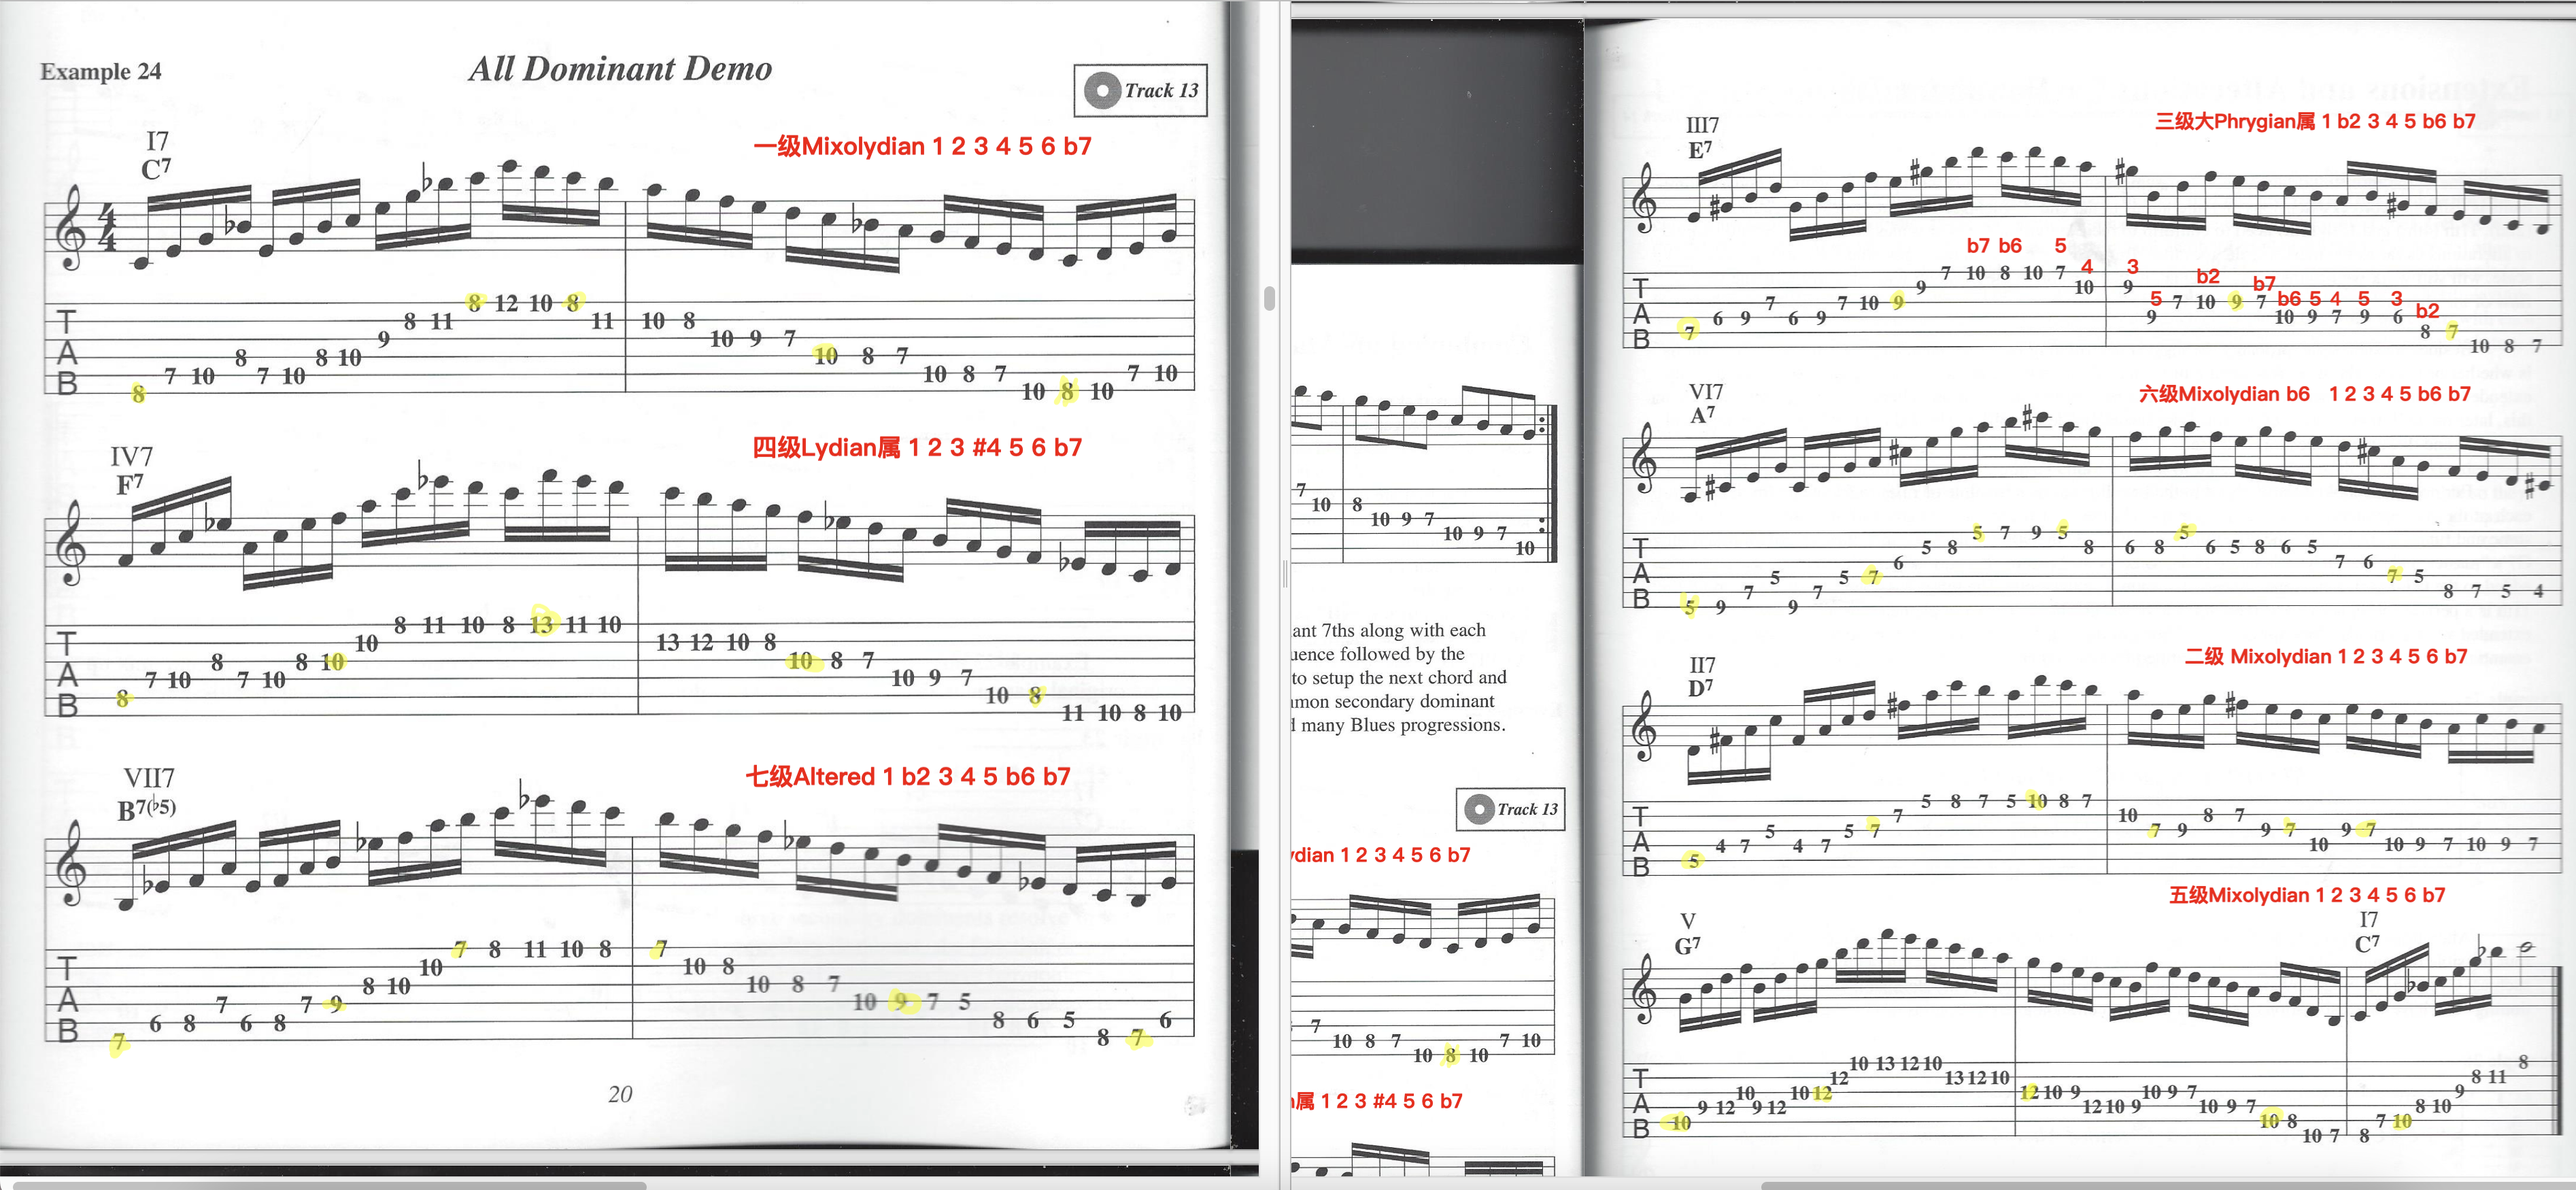 Example 24
All Dominant Demo
Track 13
I7
C7
一级Mixolydian 1 2 3 4 5 6 b7
4
4
8 12 10 8
8 11 11 10 8
9 10 9 7
8 8 10 10 8 7
7 10 7 10 10 8 7 7 10
8 10 8 10
T
A
B
IV7
F7
四级Lydian属 1 2 3 #4 5 6 b7
8 11 10 8 13 11 10
10 13 12 10 8
8 8 10 10 8 7
7 10 7 10 10 9 7
8 10 8
11 10 8 10
T
A
B
VII7
B7(♭5)
七级Altered 1 b2 3 4 5 b6 b7
7 8 11 10 8 7
10 10 8
8 10 10 8 7
7 7 9 10 9 7 5
6 8 6 8 8 6 5 6
7 8 7
T
A
B
20
7
10 8
10 9 7
10 9 7
10
ant 7ths along with each
uence followed by the
to setup the next chord and
mon secondary dominant
d many Blues progressions.
Track 13
dian 1 2 3 4 5 6 b7
7 7 10
10 8 7
10 8 10
属 1 2 3 #4 5 6 b7
III7
E7
三级大Phrygian属 1 b2 3 4 5 b6 b7
b7 b6 5
4 3 b2 b7
5 b6 5 4 5 3 b2
7 10 8 10 7
9 10 9
7 7 10 9 7 10 9 7
6 9 6 9 9 10 9 7 9 6
7 8 7
10 8 7
T
A
B
VI7
A7
六级Mixolydian b6 1 2 3 4 5 b6 b7
5 7 9 5 5
5 8 8 6 8 6 5 8 6 5
6 7 6
5 5 7 7 5
7 7 8 7 5 4
5 9 9
T
A
B
II7
D7
二级 Mixolydian 1 2 3 4 5 6 b7
5 8 7 5 10 8 7
7 10 8 7
5 5 7 7 9 9 7 9 7
4 7 4 7 10 10 9 7 10 9 7
5
T
A
B
五级Mixolydian 1 2 3 4 5 6 b7
V
G7
I7
C7
10 13 12 10 8
12 13 12 10 8 11
10 10 12 12 10 9 10 9 7 9
9 12 9 12 12 10 9 10 9 7 8 10
10 10 8 7 10
10 7 8
T
A
B